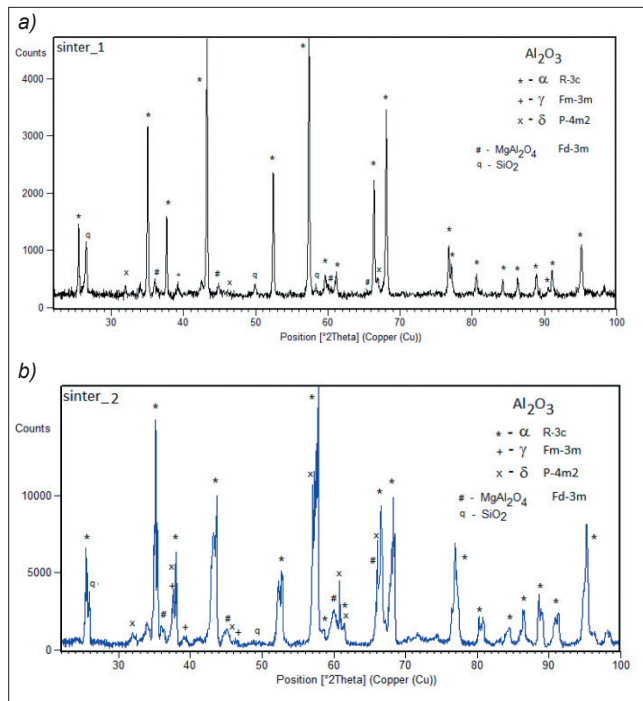 a)
sinter_1
Counts
Al2O3
* - α R-3c
+ - γ Fm-3m
x - δ P-4m2
# - MgAl2O4 Fd-3m
q - SiO2
4000
3000
2000
1000
0
* q x * # * + * # x q * * q * # * # * x * * * * * * * * *
30 40 50 60 70 80 90 100
Position [°2Theta] (Copper (Cu))
b)
sinter_2
Counts
Al2O3
* - α R-3c
+ - γ Fm-3m
x - δ P-4m2
# - MgAl2O4 Fd-3m
q - SiO2
10000
5000
0
* q x * # x + * + * # x + q * x * * # x * x # x * * * * * * * *
30 40 50 60 70 80 90 100
Position [°2Theta] (Copper (Cu))